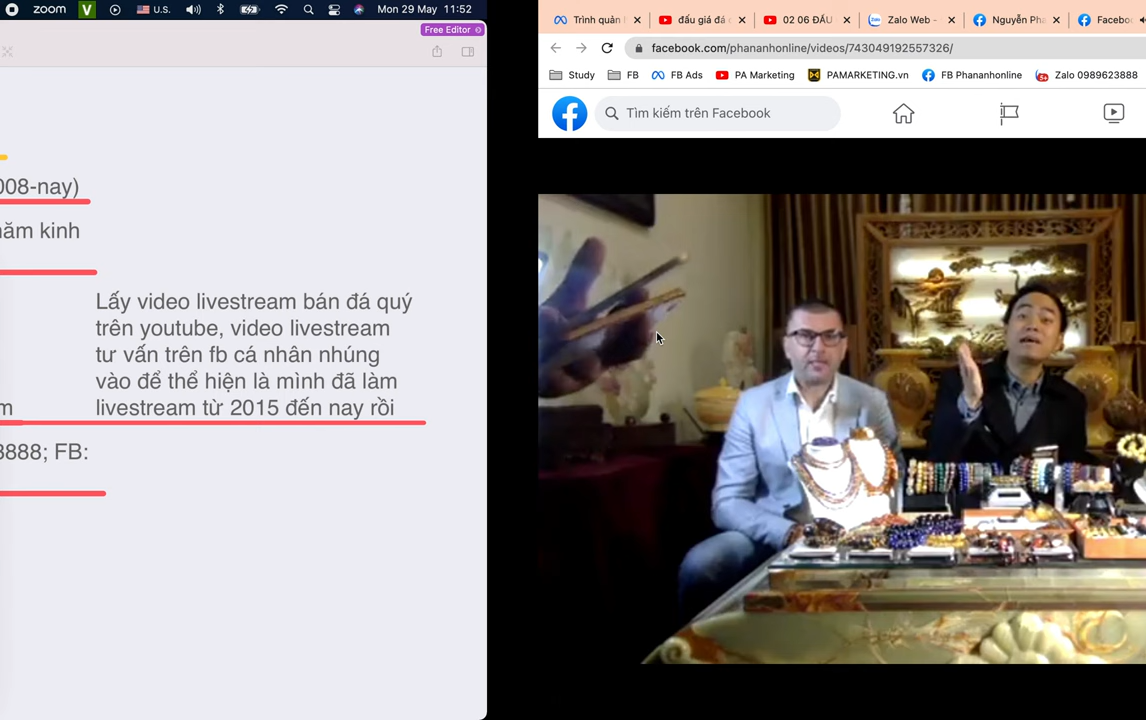 zoom
V
U.S.
Mon 29 May 11:52
Free Editor
008-nay)
năm kinh
Lấy video livestream bán đá quý
trên youtube, video livestream
tư vấn trên fb cá nhân nhúng
vào để thể hiện là mình đã làm
m
livestream từ 2015 đến nay rồi
8888; FB:
Trình quản
đấu giá đá
02 06 ĐẤU
Zalo Web -
Nguyễn Ph
Facebo
facebook.com/phananhonline/videos/743049192557326/
Study
FB
FB Ads
PA Marketing
PAMARKETING.vn
FB Phananhonline
5+
Zalo 0989623888
Tìm kiếm trên Facebook